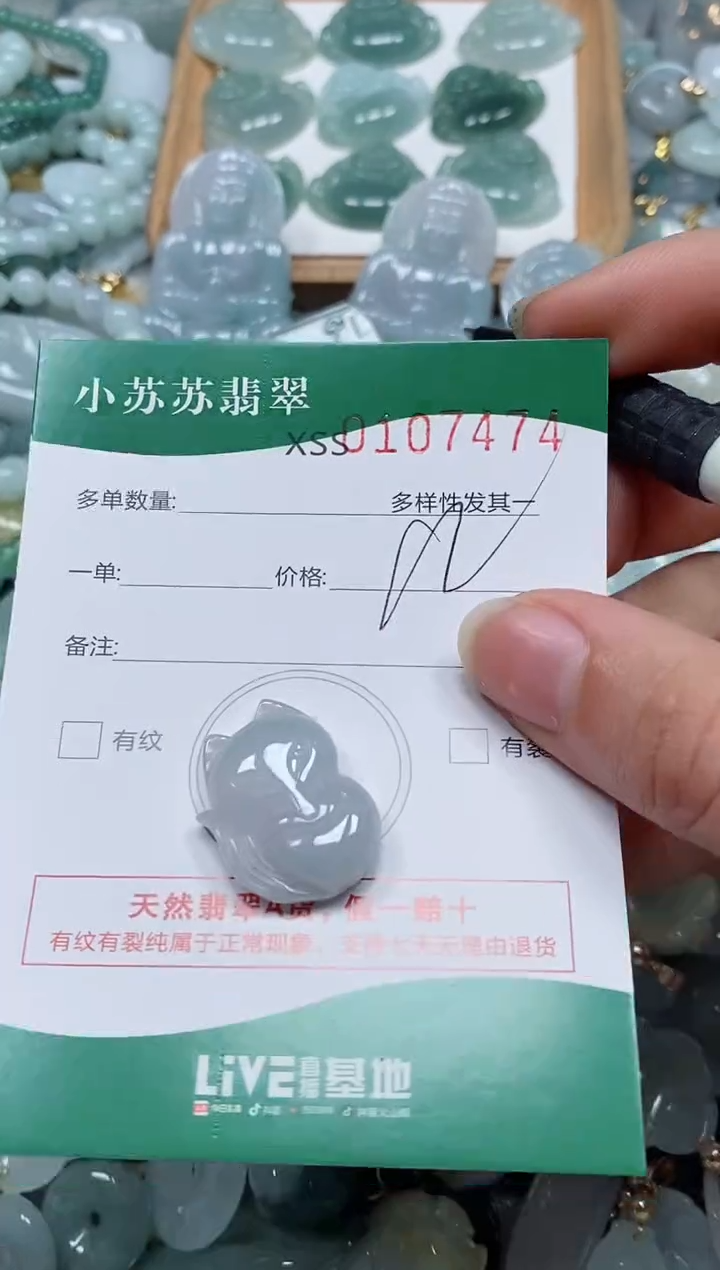 小苏苏翡翠
XSS0107474
多单数量: 多样性发其一
一单: 价格:
备注:
有纹 有裂
天然翡翠A货，假一赔十
有纹有裂纯属于正常现象，支持七天无理由退货
LiVE直播基地